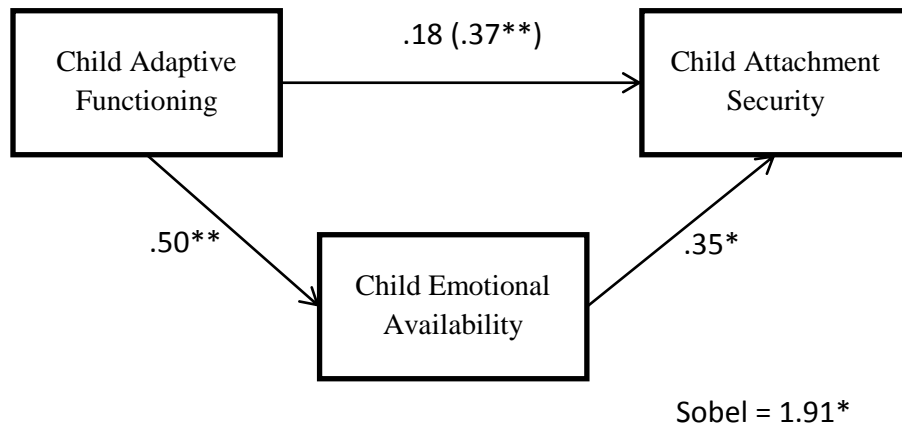 .18 (.37**)
Child Adaptive
Functioning
Child Attachment
Security
.50**
.35*
Child Emotional
Availability
Sobel = 1.91*